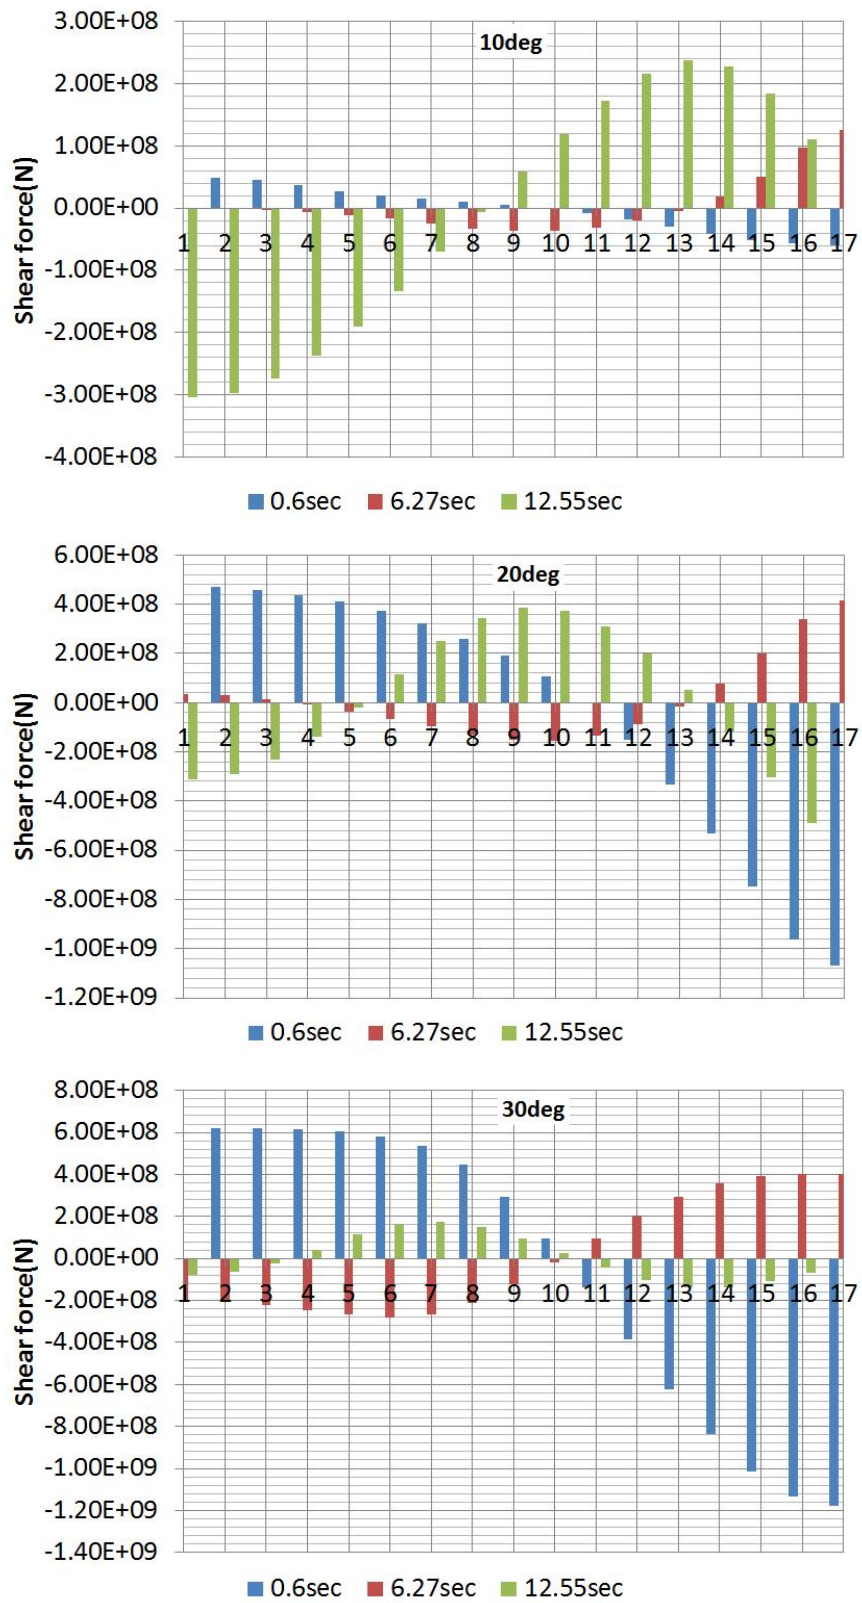 10deg
Shear force(N)
3.00E+08
2.00E+08
1.00E+08
0.00E+00
-1.00E+08
-2.00E+08
-3.00E+08
-4.00E+08
1 2 3 4 5 6 7 8 9 10 11 12 13 14 15 16 17
0.6sec 6.27sec 12.55sec
20deg
Shear force(N)
6.00E+08
4.00E+08
2.00E+08
0.00E+00
-2.00E+08
-4.00E+08
-6.00E+08
-8.00E+08
-1.00E+09
-1.20E+09
1 2 3 4 5 6 7 8 9 10 11 12 13 14 15 16 17
0.6sec 6.27sec 12.55sec
30deg
Shear force(N)
8.00E+08
6.00E+08
4.00E+08
2.00E+08
0.00E+00
-2.00E+08
-4.00E+08
-6.00E+08
-8.00E+08
-1.00E+09
-1.20E+09
-1.40E+09
1 2 3 4 5 6 7 8 9 10 11 12 13 14 15 16 17
0.6sec 6.27sec 12.55sec